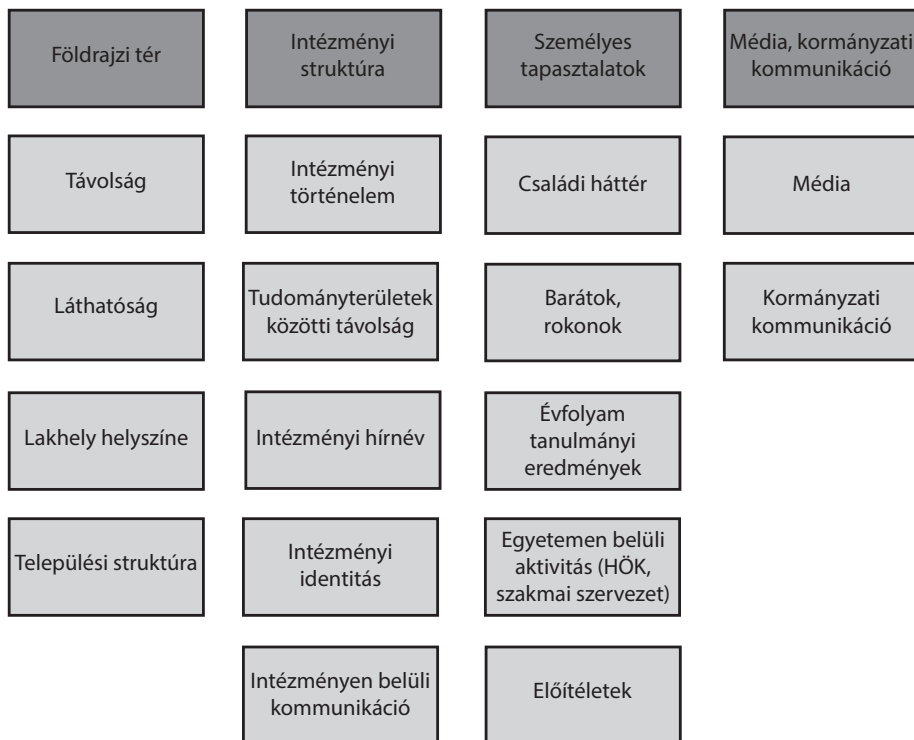 Földrajzi tér
Intézményi
struktúra
Személyes
tapasztalatok
Média, kormányzati
kommunikáció
Távolság
Intézményi
történelem
Családi háttér
Média
Láthatóság
Tudományterületek
közötti távolság
Barátok,
rokonok
Kormányzati
kommunikáció
Lakhely helyszíne
Intézményi hírnév
Évfolyam
tanulmányi
eredmények
Települési struktúra
Intézményi
identitás
Egyetemen belüli
aktivitás (HÖK,
szakmai szervezet)
Intézményen belüli
kommunikáció
Előítéletek